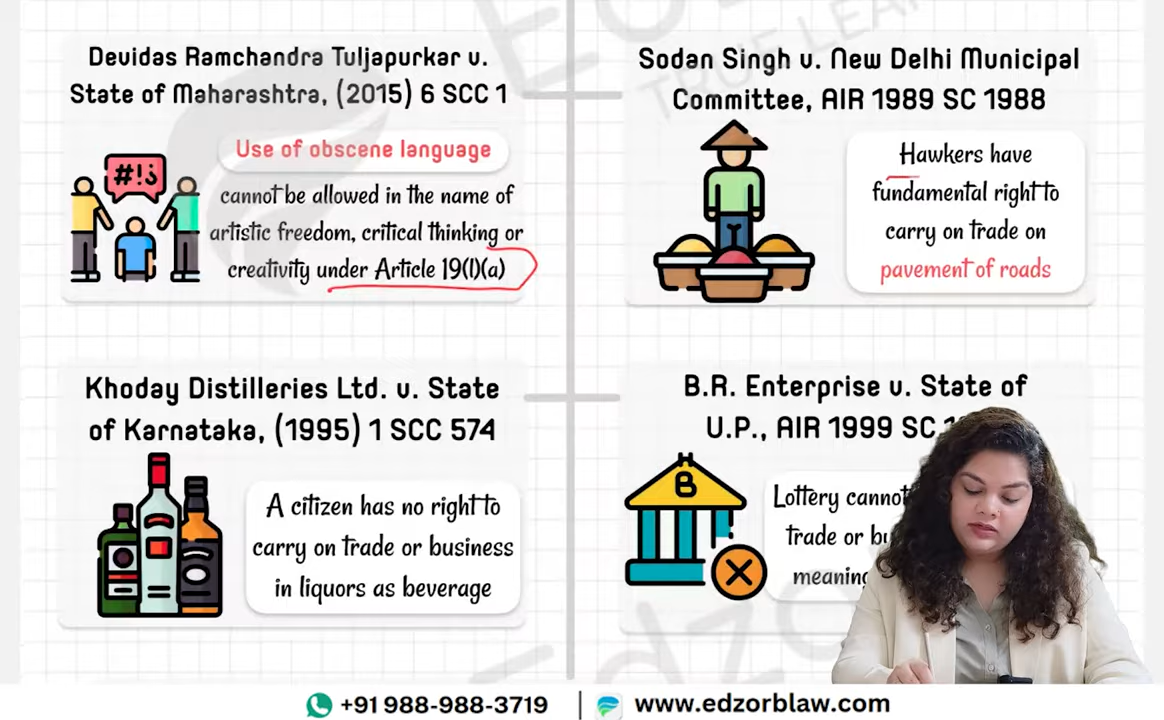 Devidas Ramchandra Tuljapurkar v.
State of Maharashtra, (2015) 6 SCC 1
#!¿
Use of obscene language
cannot be allowed in the name of
artistic freedom, critical thinking or
creativity under Article 19(1)(a)
Sodan Singh v. New Delhi Municipal
Committee, AIR 1989 SC 1988
Hawkers have
fundamental right to
carry on trade on
pavement of roads
Khoday Distilleries Ltd. v. State
of Karnataka, (1995) 1 SCC 574
A citizen has no right to
carry on trade or business
in liquors as beverage
B.R. Enterprise v. State of
U.P., AIR 1999 SC
B
Lottery cannot
trade or
meaning
+91 988-988-3719 | www.edzorblaw.com